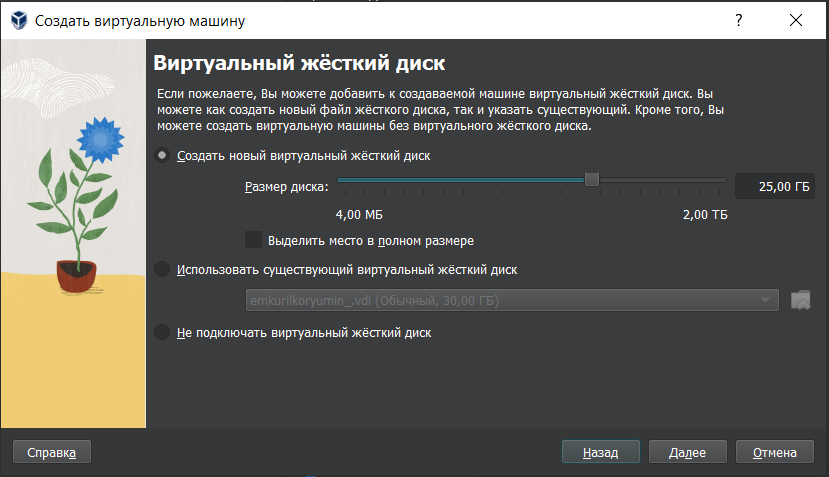 Создать виртуальную машину
?
Виртуальный жёсткий диск
Если пожелаете, Вы можете добавить к создаваемой машине виртуальный жёсткий диск. Вы
можете как создать новый файл жёсткого диска, так и указать существующий. Кроме того, Вы
можете создать виртуальную машины без виртуального жёсткого диска.
Создать новый виртуальный жёсткий диск
Размер диска:
25,00 ГБ
4,00 МБ
2,00 ТБ
Выделить место в полном размере
Использовать существующий виртуальный жёсткий диск
emkurilkoryumin_.vdi (Обычный, 30,00 ГБ)
Не подключать виртуальный жёсткий диск
Справка
Назад
Далее
Отмена